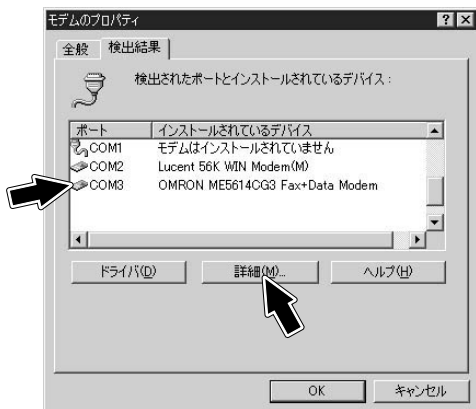 モデムのプロパティ
全般 検出結果
検出されたポートとインストールされているデバイス:
ポート インストールされているデバイス
COM1 モデムはインストールされていません
COM2 Lucent 56K WIN Modem(M)
COM3 OMRON ME5614CG3 Fax+Data Modem
ドライバ(D) 詳細(M)... ヘルプ(H)
OK キャンセル